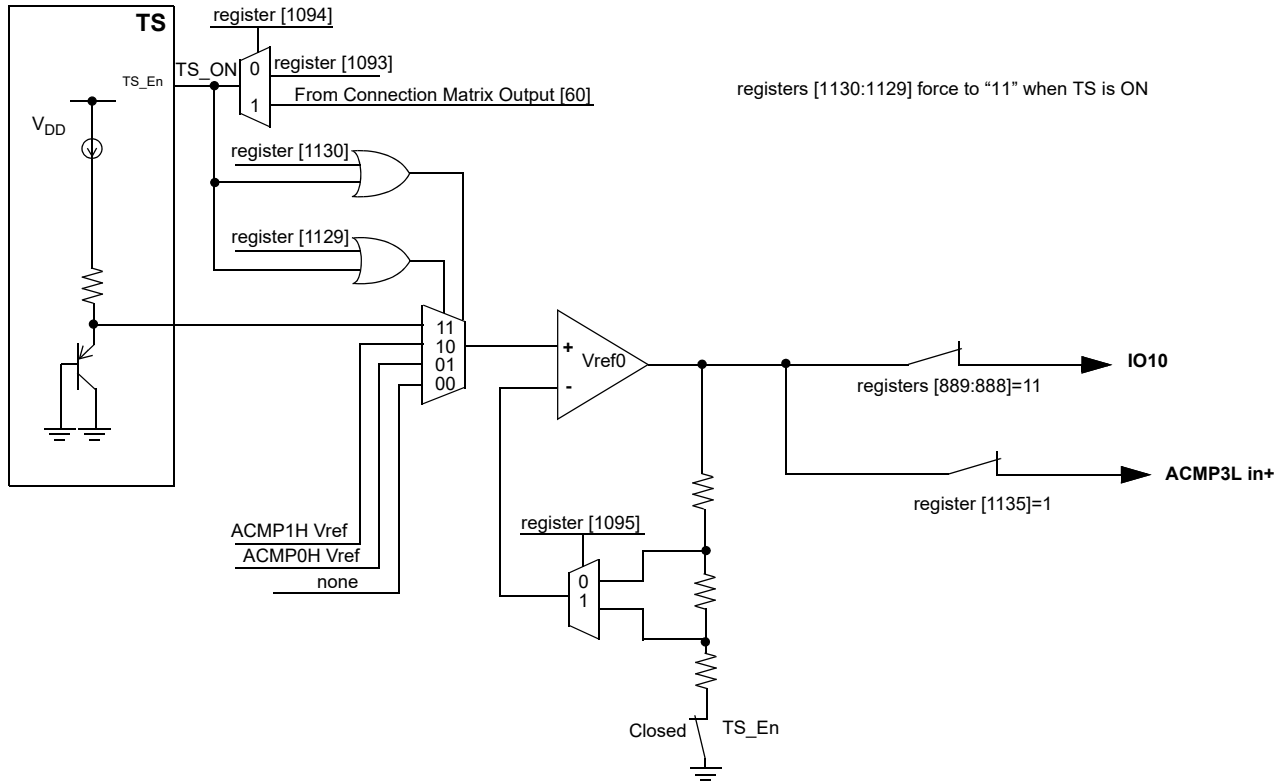 register [1094]
TS
TS_ON
TS_En
0
register [1093]
1
From Connection Matrix Output [60]
registers [1130:1129] force to “11” when TS is ON
VDD
register [1130]
register [1129]
11
10
01
00
+
Vref0
-
IO10
registers [889:888]=11
ACMP3L in+
register [1135]=1
ACMP1H Vref
ACMP0H Vref
none
register [1095]
0
1
Closed
TS_En